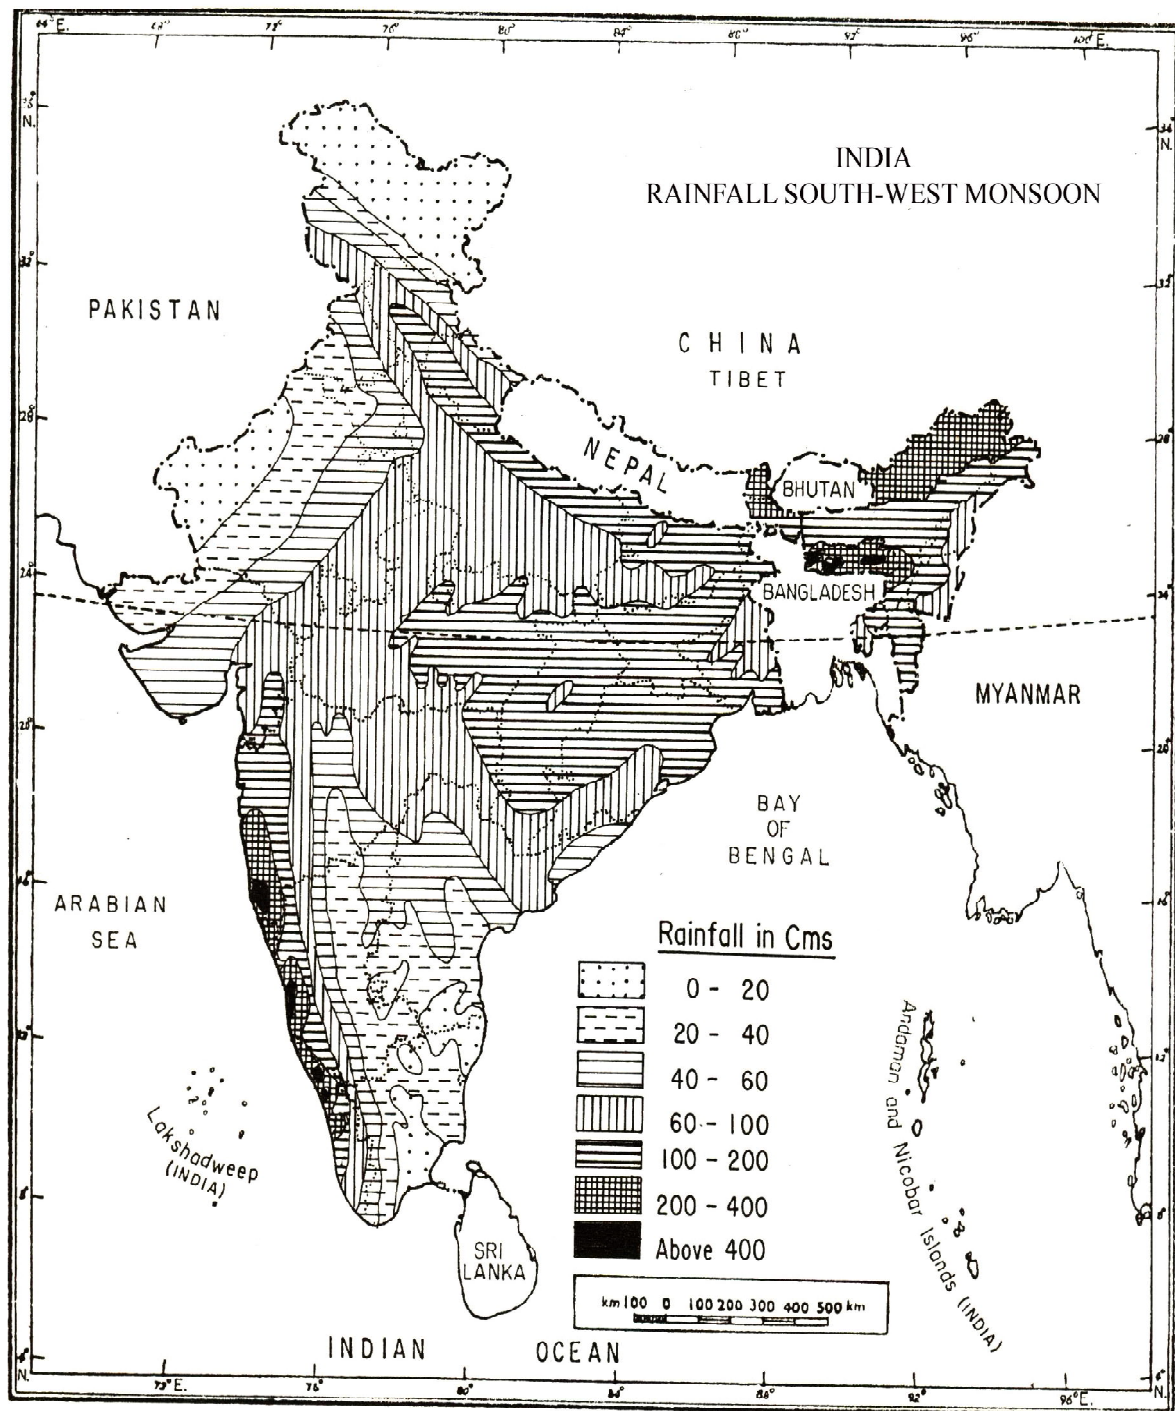 INDIA
RAINFALL SOUTH-WEST MONSOON
PAKISTAN
CHINA
TIBET
NEPAL
BHUTAN
BANGLADESH
MYANMAR
BAY
OF
BENGAL
ARABIAN
SEA
Lakshadweep
(INDIA)
Andaman and Nicobar Islands (INDIA)
SRI
LANKA
INDIAN OCEAN
Rainfall in Cms
0 - 20
20 - 40
40 - 60
60 - 100
100 - 200
200 - 400
Above 400
km 100 0 100 200 300 400 500 km